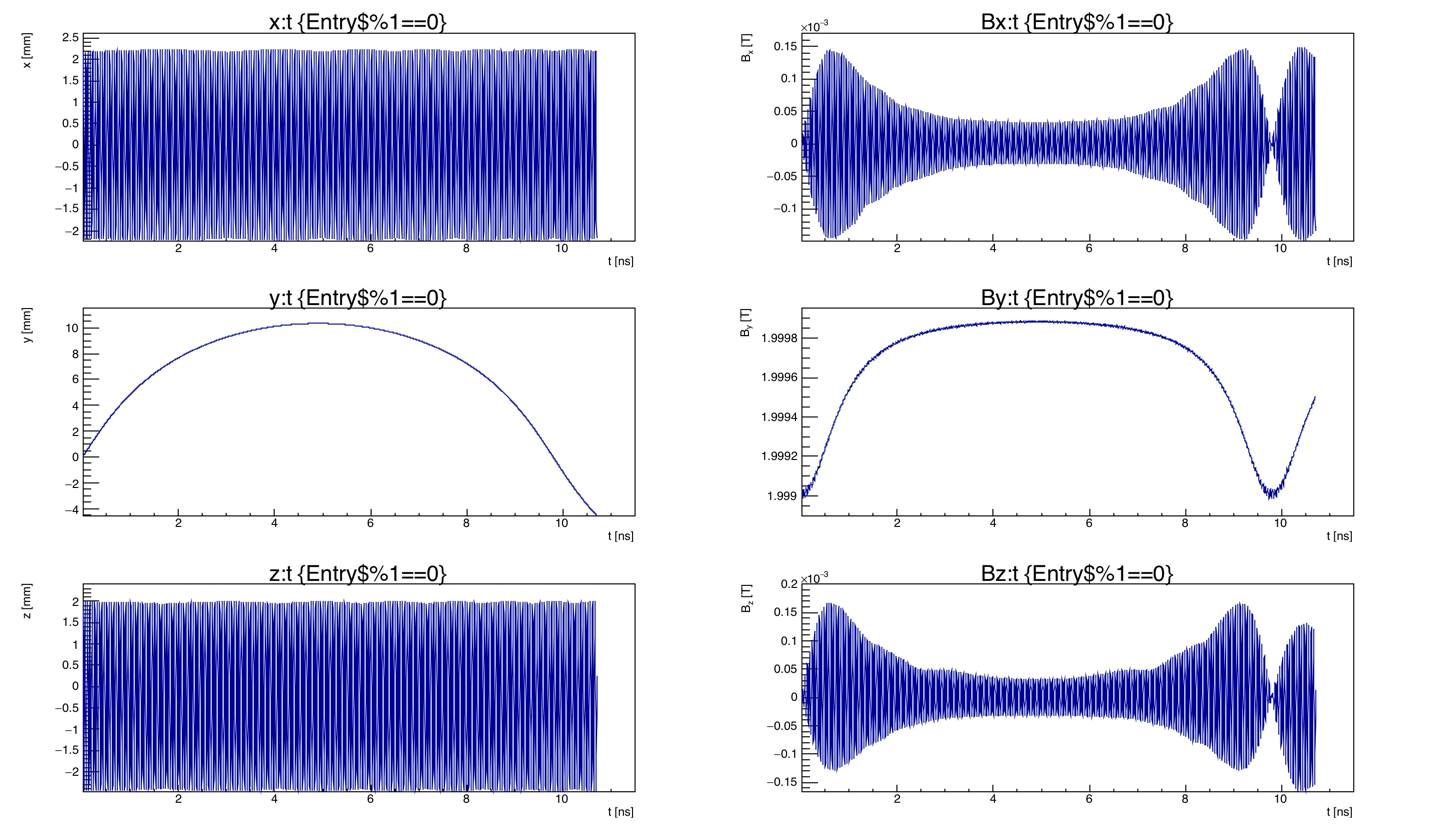 x:t {Entry$%1==0}
x [mm]
2.5
2
1.5
1
0.5
0
−0.5
−1
−1.5
−2
2 4 6 8 10
t [ns]
Bx:t {Entry$%1==0}
×10⁻³
Bₓ [T]
0.15
0.1
0.05
0
−0.05
−0.1
2 4 6 8 10
t [ns]
y:t {Entry$%1==0}
y [mm]
10
8
6
4
2
0
−2
−4
2 4 6 8 10
t [ns]
By:t {Entry$%1==0}
By [T]
1.9998
1.9996
1.9994
1.9992
1.999
2 4 6 8 10
t [ns]
z:t {Entry$%1==0}
z [mm]
2
1.5
1
0.5
0
−0.5
−1
−1.5
−2
2 4 6 8 10
t [ns]
Bz:t {Entry$%1==0}
×10⁻³
Bz [T]
0.2
0.15
0.1
0.05
0
−0.05
−0.1
−0.15
2 4 6 8 10
t [ns]